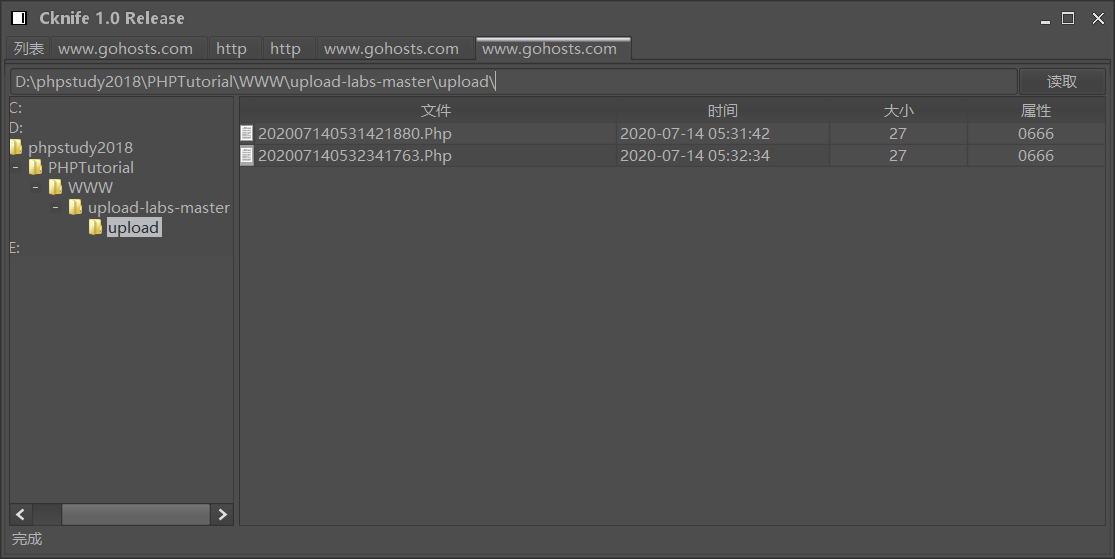 Cknife 1.0 Release
列表 www.gohosts.com http http www.gohosts.com www.gohosts.com
D:\phpstudy2018\PHPTutorial\WWW\upload-labs-master\upload\ 读取
C:
D:
phpstudy2018
PHPTutorial
WWW
upload-labs-master
upload
E:
文件 时间 大小 属性
202007140531421880.Php 2020-07-14 05:31:42 27 0666
202007140532341763.Php 2020-07-14 05:32:34 27 0666
完成